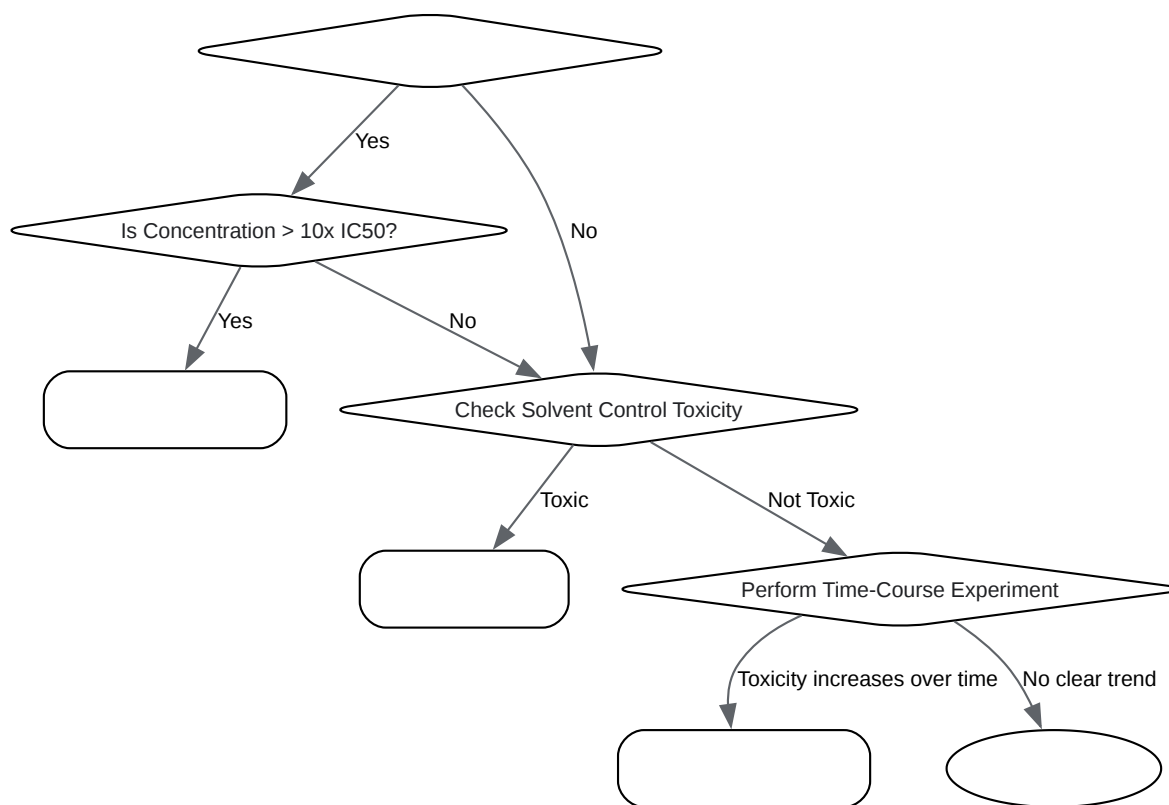 Yes
Is Concentration > 10x IC50?
No
Yes
No
Check Solvent Control Toxicity
Toxic
Not Toxic
Perform Time-Course Experiment
Toxicity increases over time
No clear trend